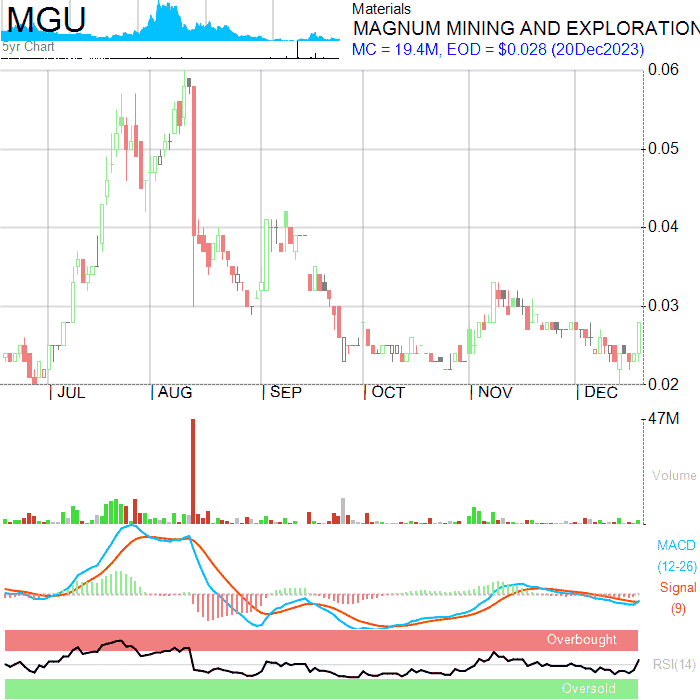 MGU
5yr Chart
Materials
MAGNUM MINING AND EXPLORATION
MC = 19.4M, EOD = $0.028 (20Dec2023)
0.06
0.05
0.04
0.03
0.02
JUL AUG SEP OCT NOV DEC
47M
Volume
MACD
(12-26)
Signal
(9)
Overbought
RSI(14)
Oversold